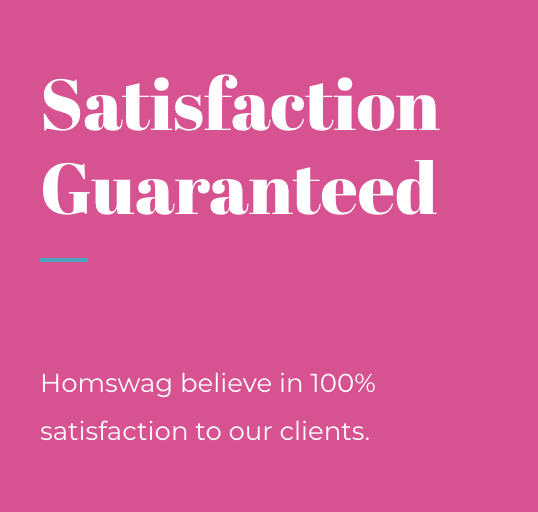 Satisfaction
Guaranteed
Homswag believe in 100%
satisfaction to our clients.